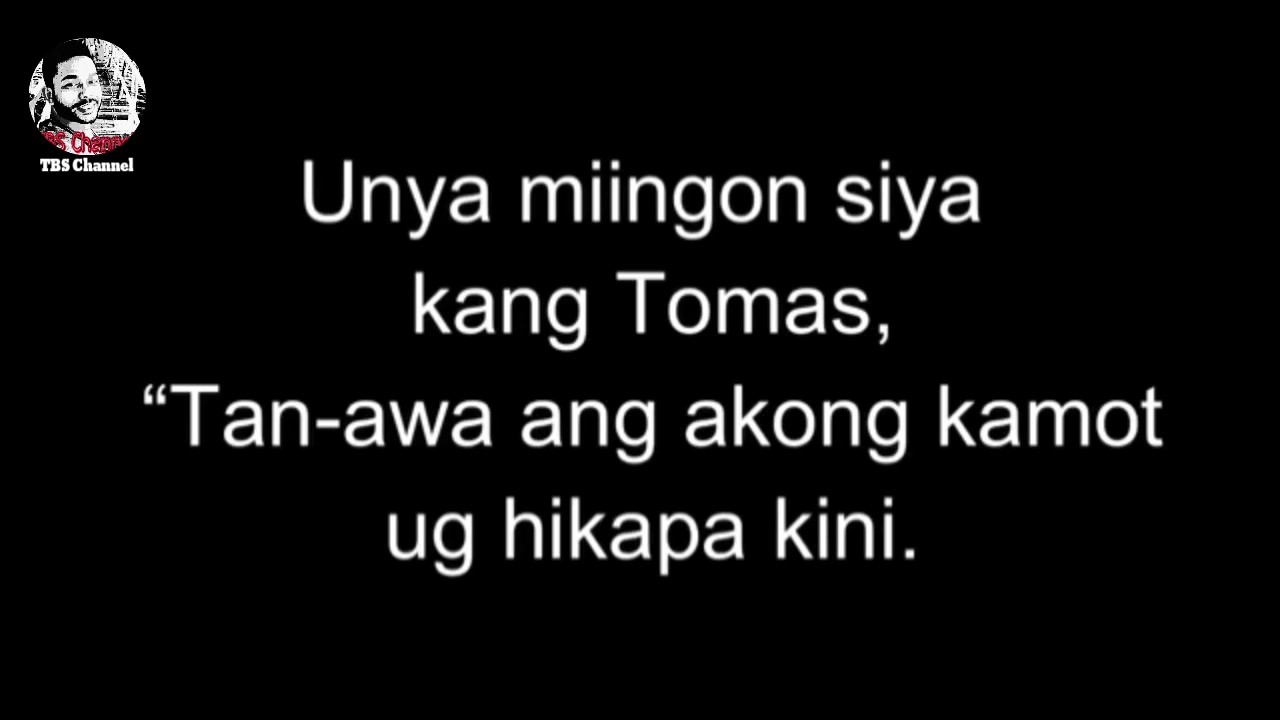 TBS Channel
Unya miingon siya
kang Tomas,
“Tan-awa ang akong kamot
ug hikapa kini.